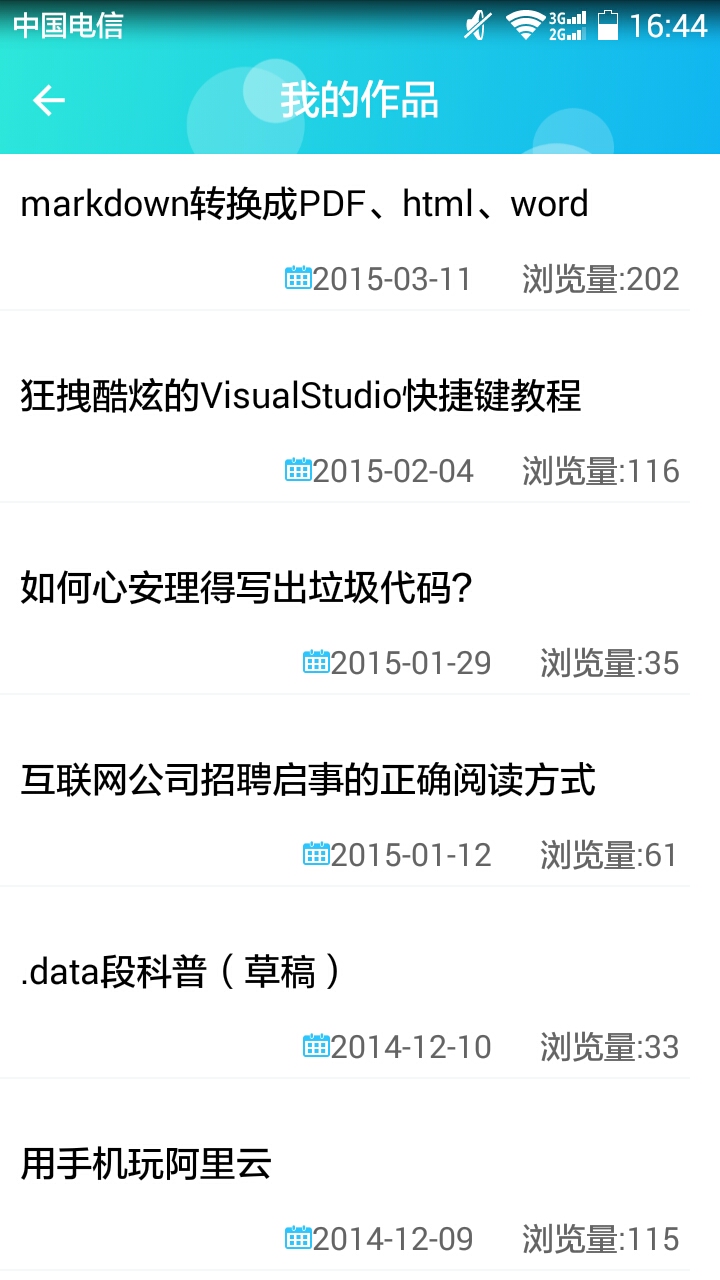 中国电信 3G 2G 16:44
我的作品
markdown转换成PDF、html、word
2015-03-11 浏览量:202
狂拽酷炫的VisualStudio快捷键教程
2015-02-04 浏览量:116
如何心安理得写出垃圾代码?
2015-01-29 浏览量:35
互联网公司招聘启事的正确阅读方式
2015-01-12 浏览量:61
.data段科普（草稿）
2014-12-10 浏览量:33
用手机玩阿里云
2014-12-09 浏览量:115